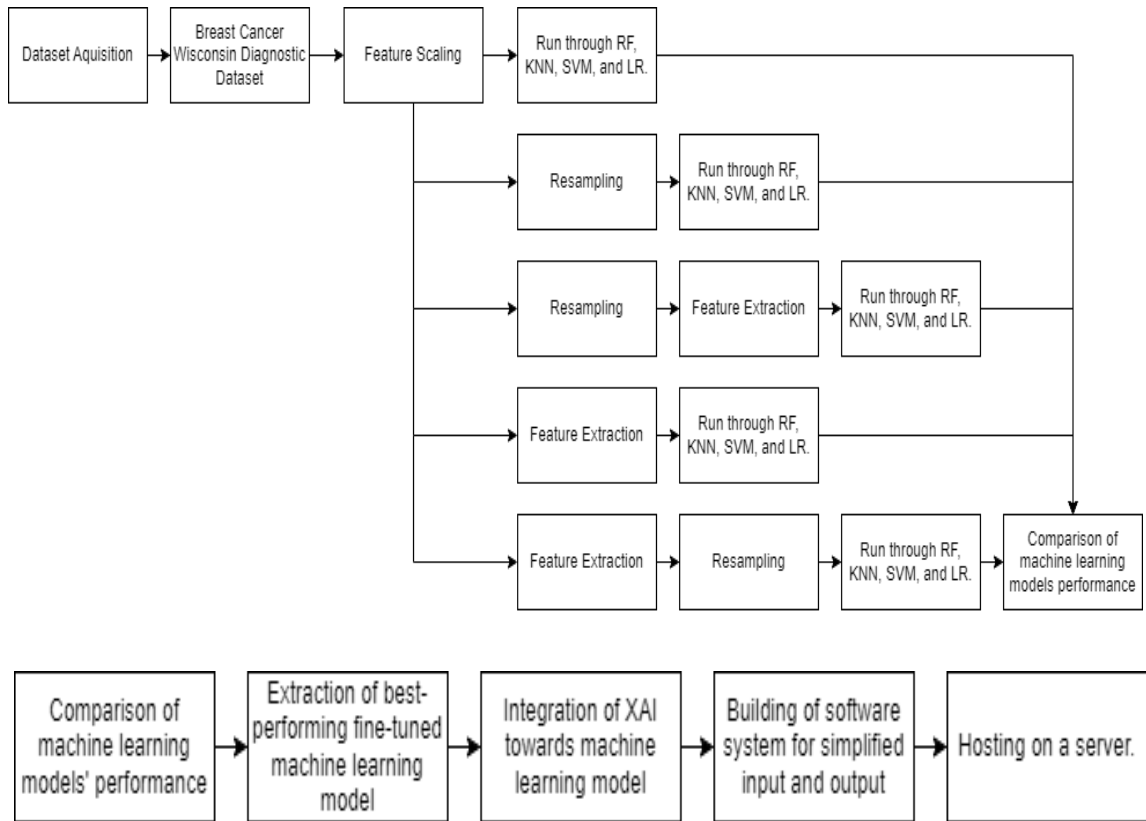 Dataset Aquisition
Breast Cancer
Wisconsin Diagnostic
Dataset
Feature Scaling
Run through RF,
KNN, SVM, and LR.
Resampling
Run through RF,
KNN, SVM, and LR.
Resampling
Feature Extraction
Run through RF,
KNN, SVM, and LR.
Feature Extraction
Run through RF,
KNN, SVM, and LR.
Feature Extraction
Resampling
Run through RF,
KNN, SVM, and LR.
Comparison of
machine learning
models performance
Comparison of
machine learning
models' performance
Extraction of best-
performing fine-tuned
machine learning
model
Integration of XAI
towards machine
learning model
Building of software
system for simplified
input and output
Hosting on a server.